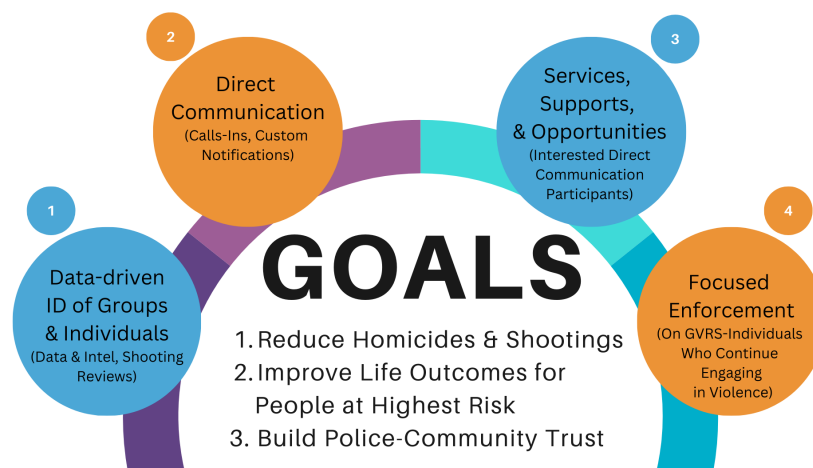 1
Data-driven
ID of Groups
& Individuals
(Data & Intel, Shooting
Reviews)
2
Direct
Communication
(Calls-Ins, Custom
Notifications)
3
Services,
Supports,
& Opportunities
(Interested Direct
Communication
Participants)
4
Focused
Enforcement
(On GVRS-Individuals
Who Continue
Engaging
in Violence)
GOALS
1. Reduce Homicides & Shootings
2. Improve Life Outcomes for
People at Highest Risk
3. Build Police-Community Trust